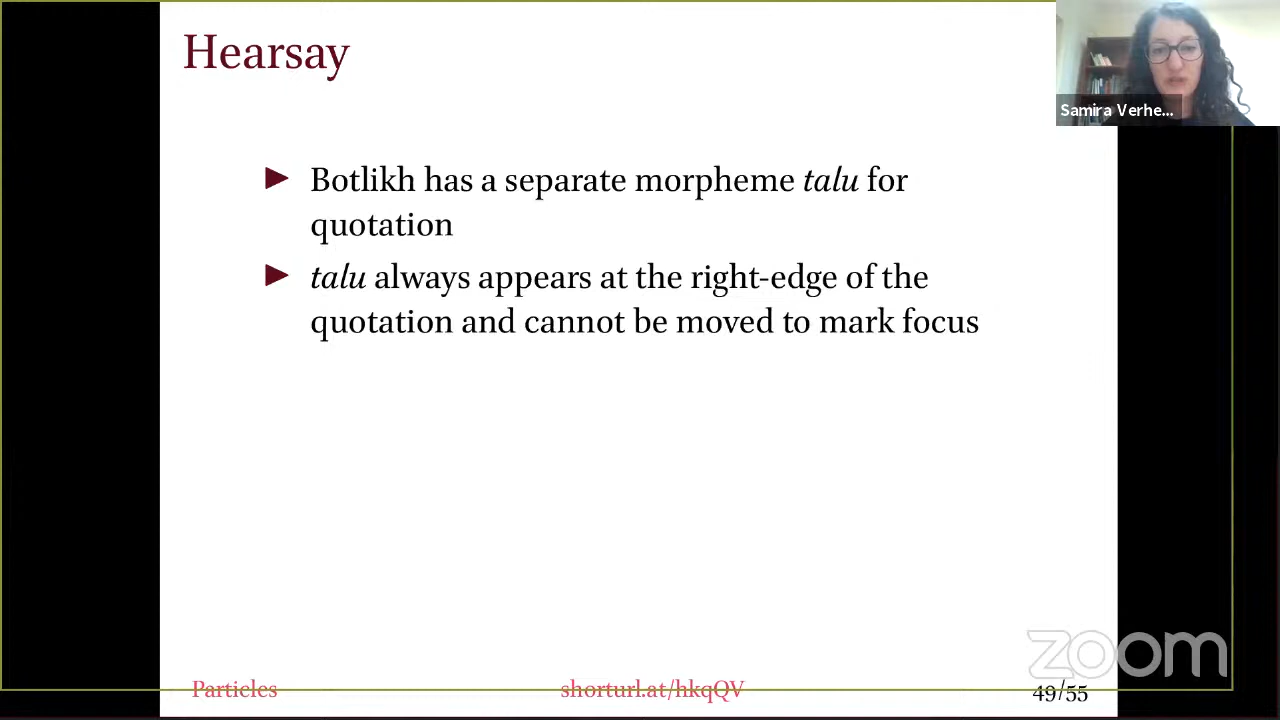 Hearsay
Samira Verhe...
▶ Botlikh has a separate morpheme talu for
quotation
▶ talu always appears at the right-edge of the
quotation and cannot be moved to mark focus
zoom
Particles
shorturl.at/hkqQV
49/55